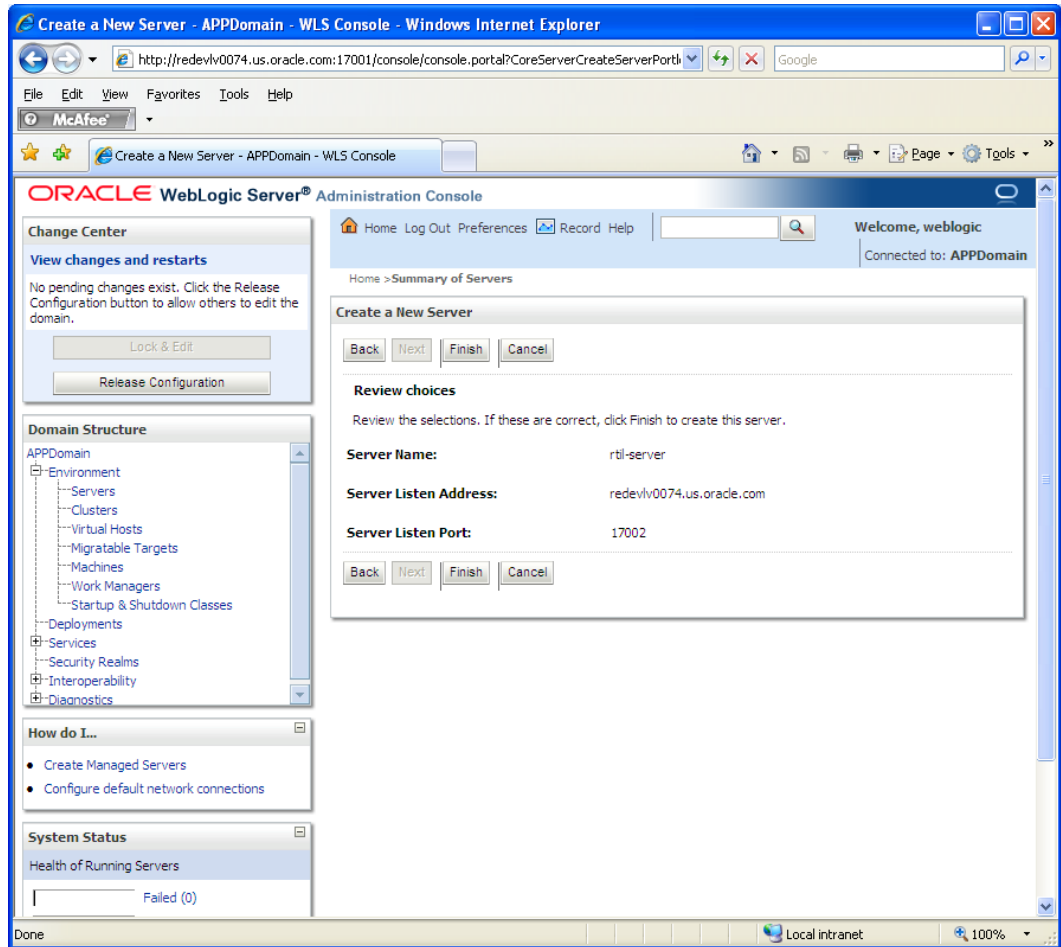 Create a New Server - APPDomain - WLS Console - Windows Internet Explorer
http://redevlv0074.us.oracle.com:17001/console/console.portal?CoreServerCreateServerPortl
Google
File Edit View Favorites Tools Help
McAfee
Create a New Server - APPDomain - WLS Console
Page Tools »
ORACLE WebLogic Server® Administration Console
Change Center
View changes and restarts
No pending changes exist. Click the Release
Configuration button to allow others to edit the
domain.
Lock & Edit
Release Configuration
Domain Structure
APPDomain
Environment
Servers
Clusters
Virtual Hosts
Migratable Targets
Machines
Work Managers
Startup & Shutdown Classes
Deployments
Services
Security Realms
Interoperability
Diagnostics
How do I...
Create Managed Servers
Configure default network connections
System Status
Health of Running Servers
Failed (0)
Home Log Out Preferences Record Help
Welcome, weblogic
Connected to: APPDomain
Home >Summary of Servers
Create a New Server
Back Next Finish Cancel
Review choices
Review the selections. If these are correct, click Finish to create this server.
Server Name: rtil-server
Server Listen Address: redevlv0074.us.oracle.com
Server Listen Port: 17002
Back Next Finish Cancel
Done Local intranet 100%